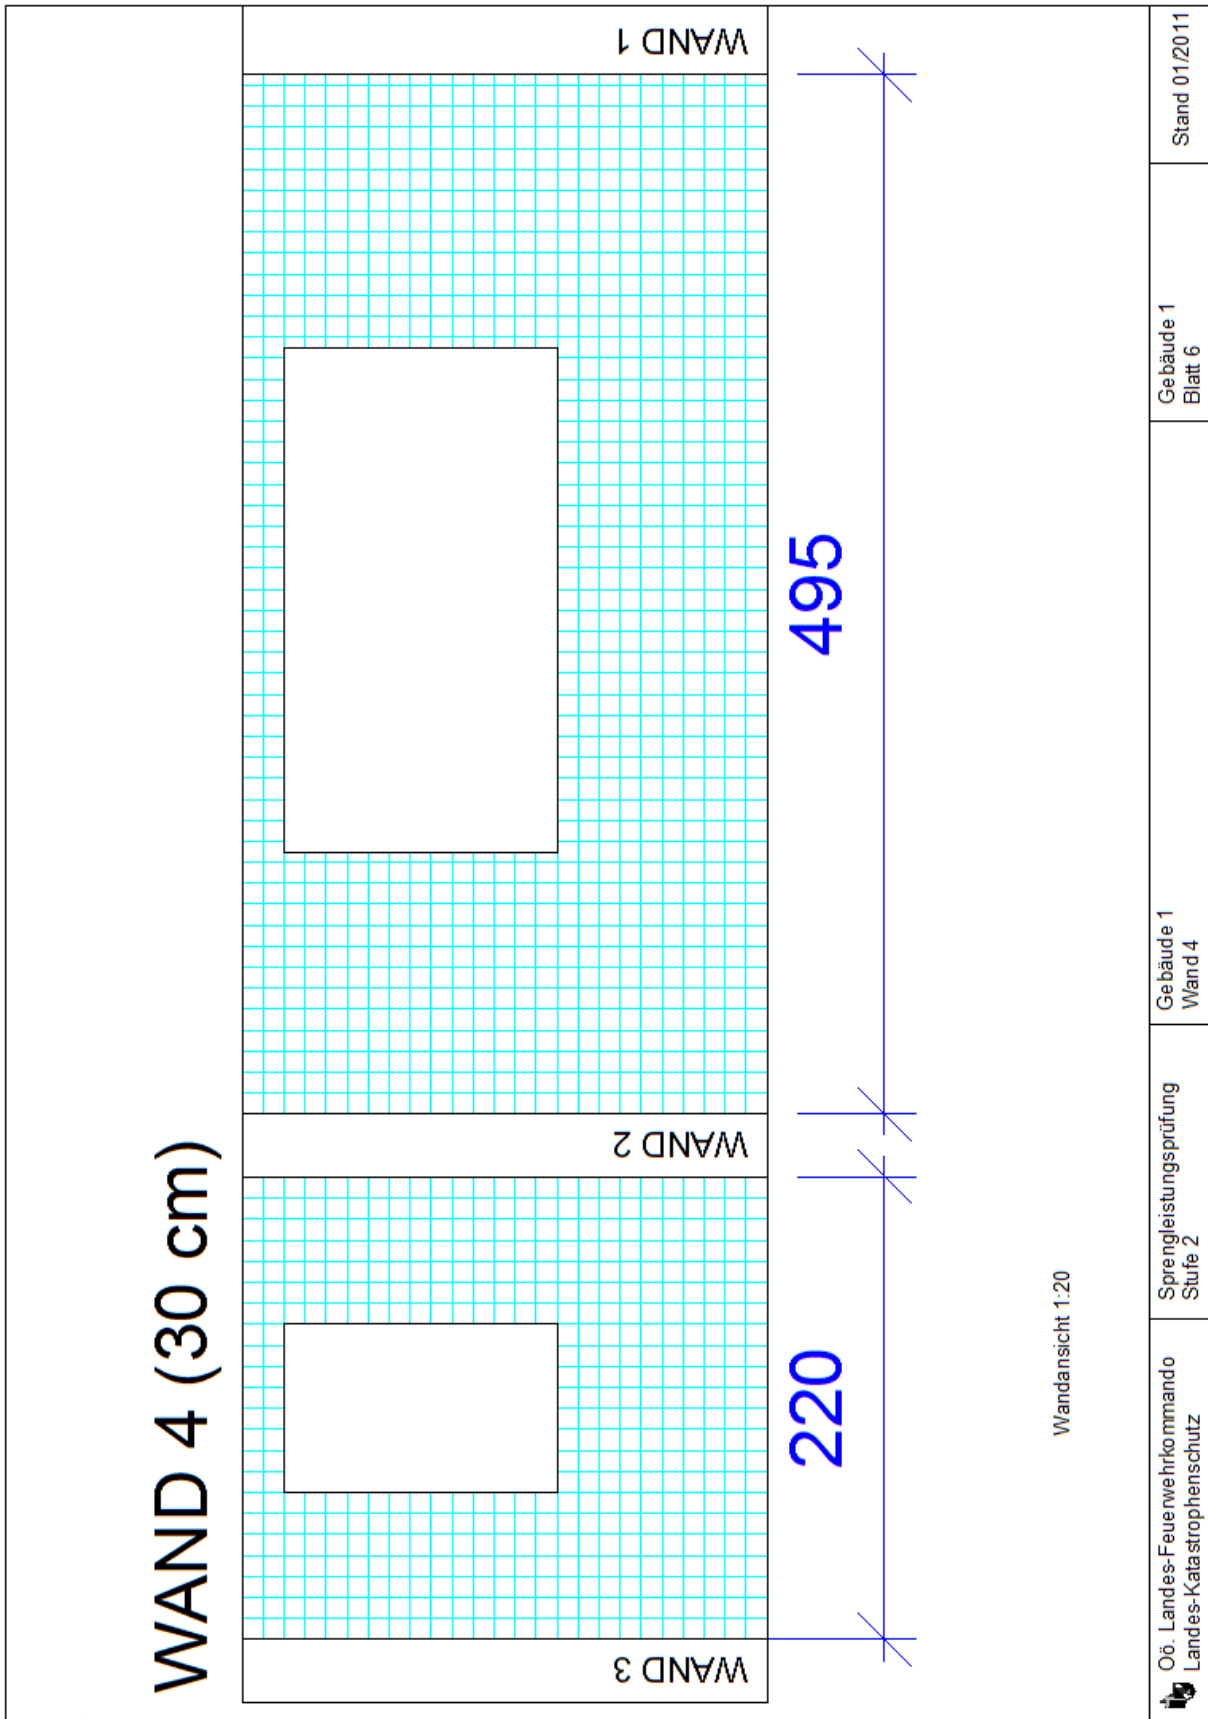 WAND 4 (30 cm)
WAND 3
WAND 2
WAND 1
220
495
Wandansicht 1:20
Oö. Landes-Feuerwehrkommando
Landes-Katastrophenschutz
Sprengleistungsprüfung
Stufe 2
Gebäude 1
Wand 4
Gebäude 1
Blatt 6
Stand 01/2011